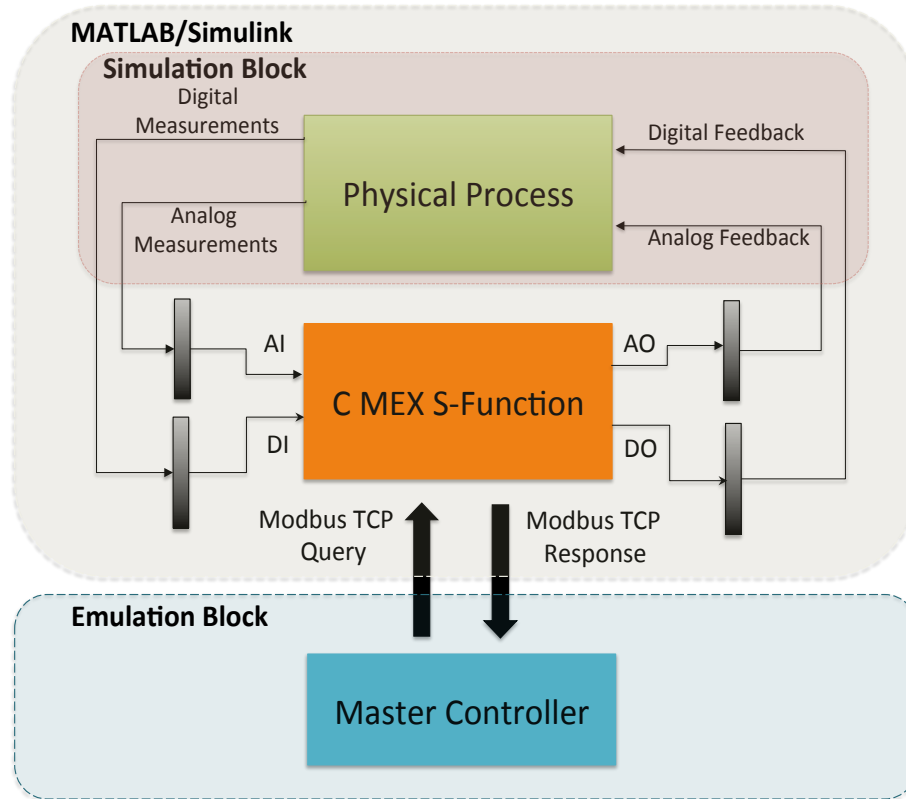 MATLAB/Simulink
Simulation Block
Digital
Measurements
Digital Feedback
Physical Process
Analog
Measurements
Analog Feedback
AI
AO
C MEX S-Function
DI
DO
Modbus TCP
Query
Modbus TCP
Response
Emulation Block
Master Controller